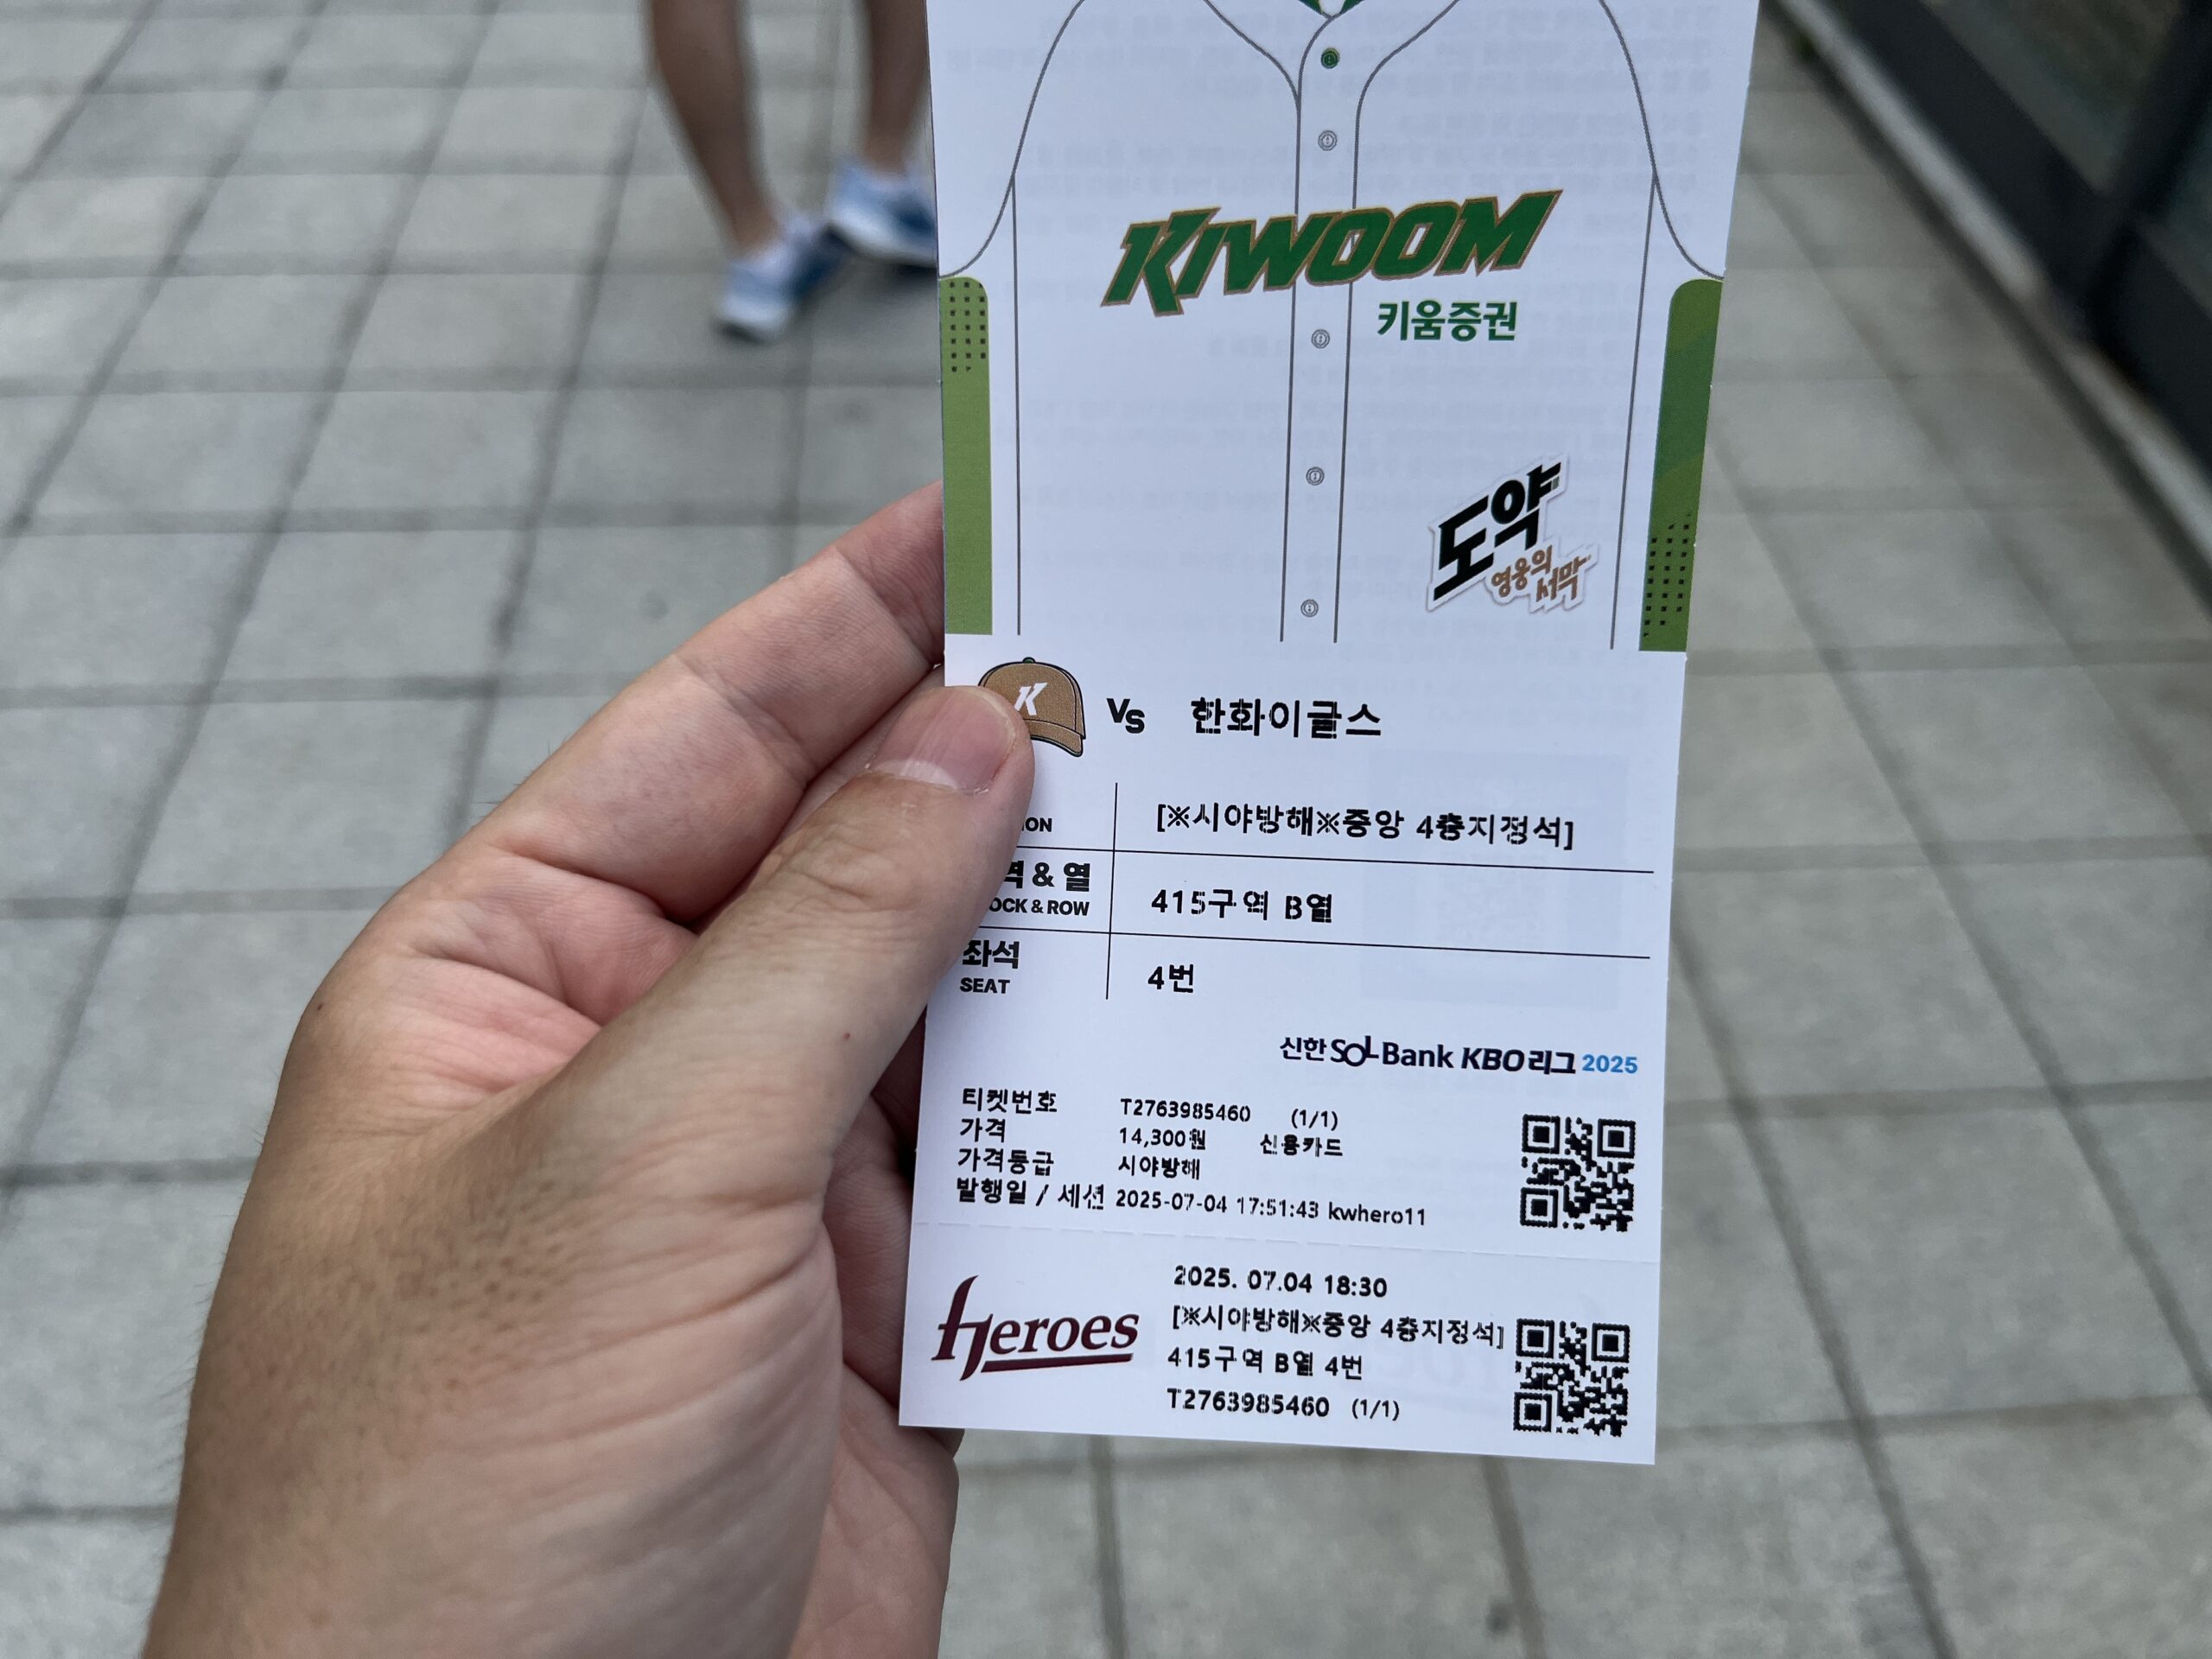 KIWOOM
키움증권
도약
영웅의
서막
K
VS 한화이글스
[※시야방해※중앙 4층지정석]
& 열
415구역 B열
& ROW
좌석
SEAT
4번
신한 SOL Bank KBO 리그 2025
티켓번호 T2763985460 (1/1)
가격 14,300원 신용카드
가격등급 시야방해
발행일 / 세션 2025-07-04 17:51:43 kwhero11
Heroes
2025. 07.04 18:30
[※시야방해※중앙 4층지정석]
415구역 B열 4번
T2763985460 (1/1)